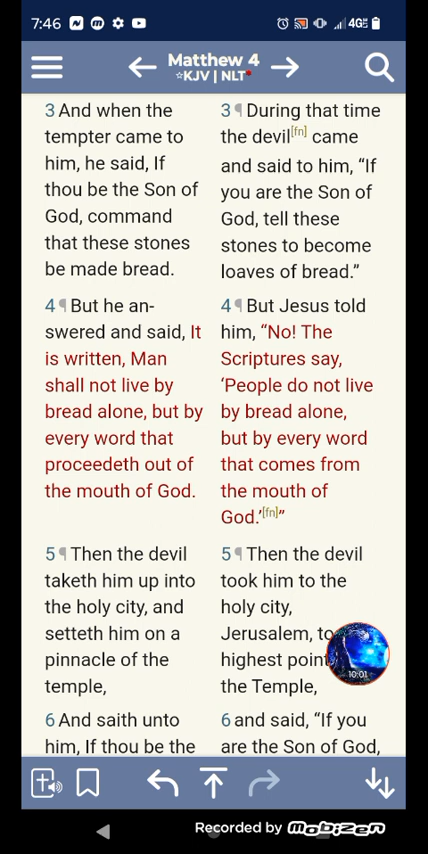 7:46
4G
Matthew 4
☆KJV | NLT
3 And when the
tempter came to
him, he said, If
thou be the Son of
God, command
that these stones
be made bread.
3 ¶ During that time
the devil[fn] came
and said to him, “If
you are the Son of
God, tell these
stones to become
loaves of bread.”
4 ¶ But he an-
swered and said, It
is written, Man
shall not live by
bread alone, but by
every word that
proceedeth out of
the mouth of God.
4 ¶ But Jesus told
him, “No! The
Scriptures say,
‘People do not live
by bread alone,
but by every word
that comes from
the mouth of
God.’[fn]”
5 ¶ Then the devil
taketh him up into
the holy city, and
setteth him on a
pinnacle of the
temple,
5 ¶ Then the devil
took him to the
holy city,
Jerusalem, to
highest point
the Temple,
10:01
6 And saith unto
him, If thou be the
6 and said, “If you
are the Son of God,
Recorded by Mobizen